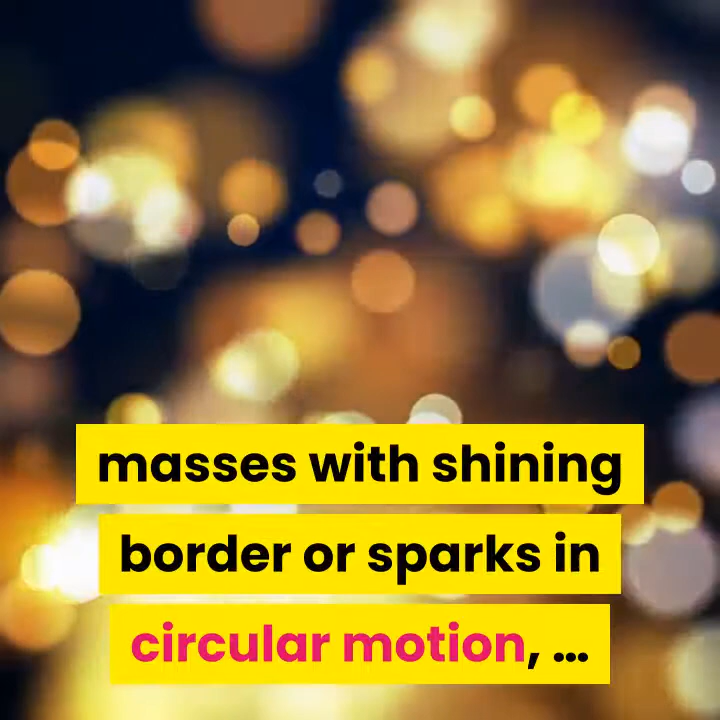 masses with shining
border or sparks in
circular motion, ...